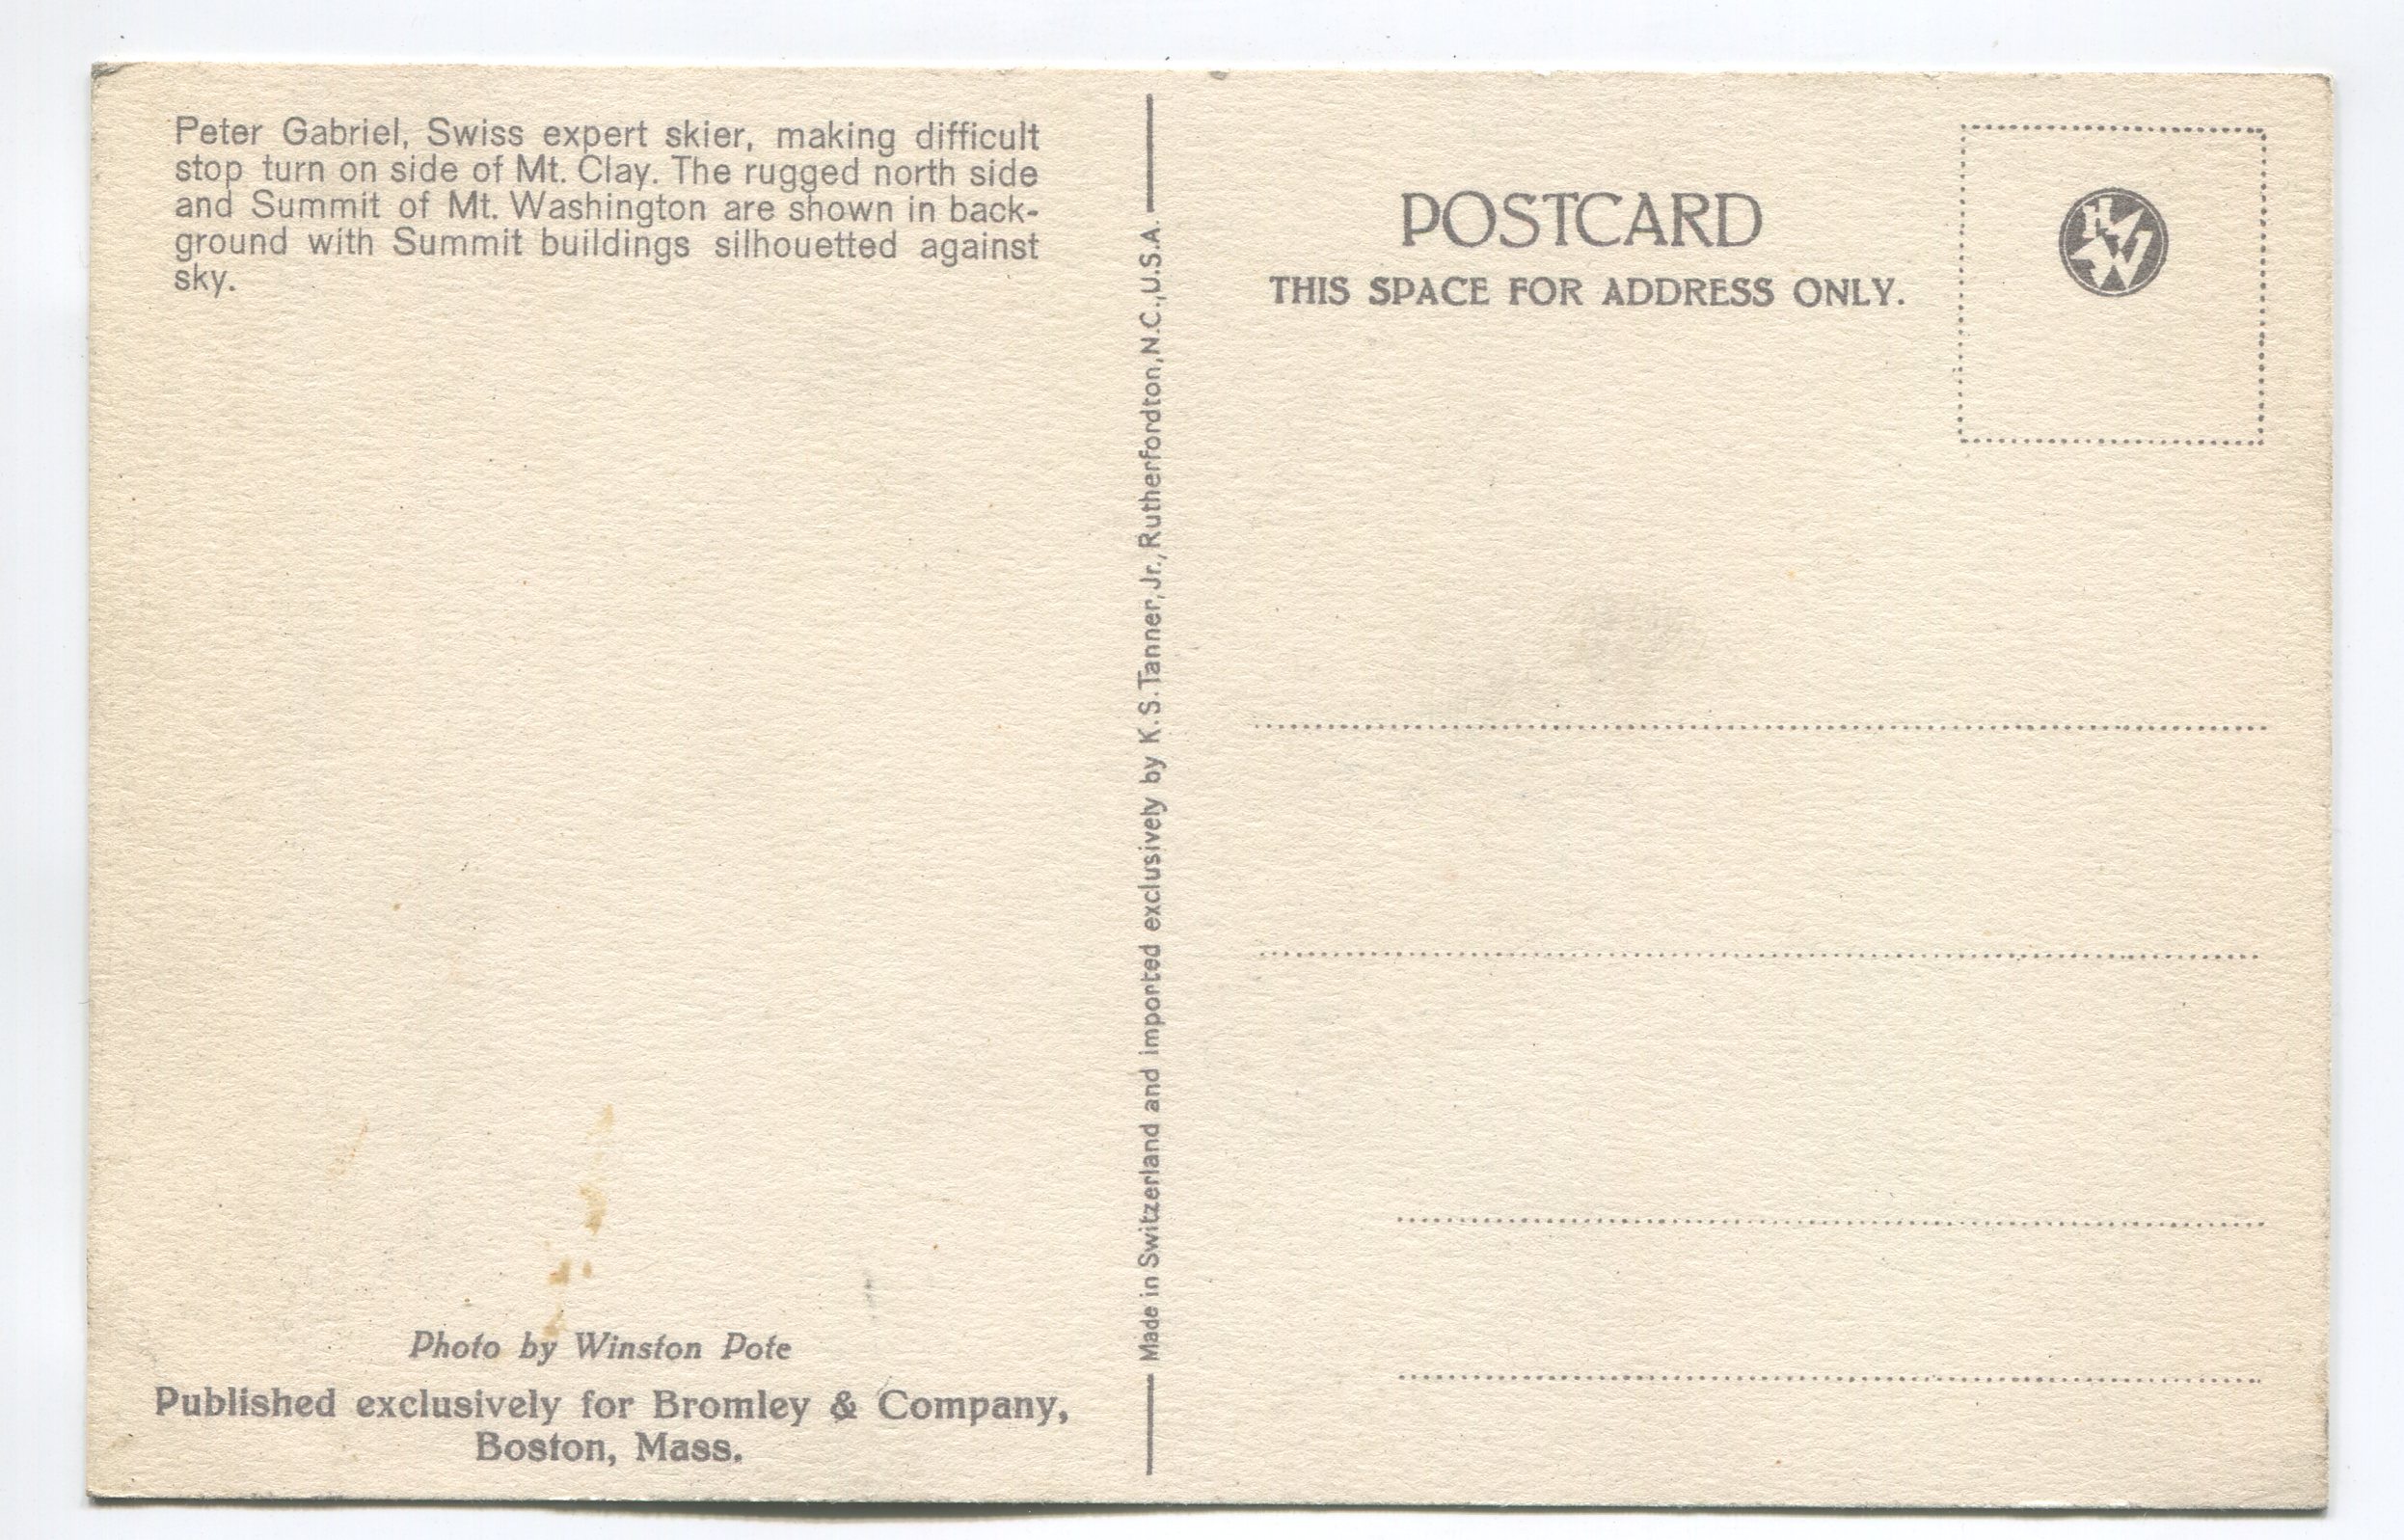 Peter Gabriel, Swiss expert skier, making difficult
stop turn on side of Mt. Clay. The rugged north side
and Summit of Mt. Washington are shown in back-
ground with Summit buildings silhouetted against
sky.
Photo by Winston Pote
Published exclusively for Bromley & Company,
Boston, Mass.
Made in Switzerland and imported exclusively by K.S.Tanner,Jr., Rutherfordton,N.C.,U.S.A.
POSTCARD
THIS SPACE FOR ADDRESS ONLY.